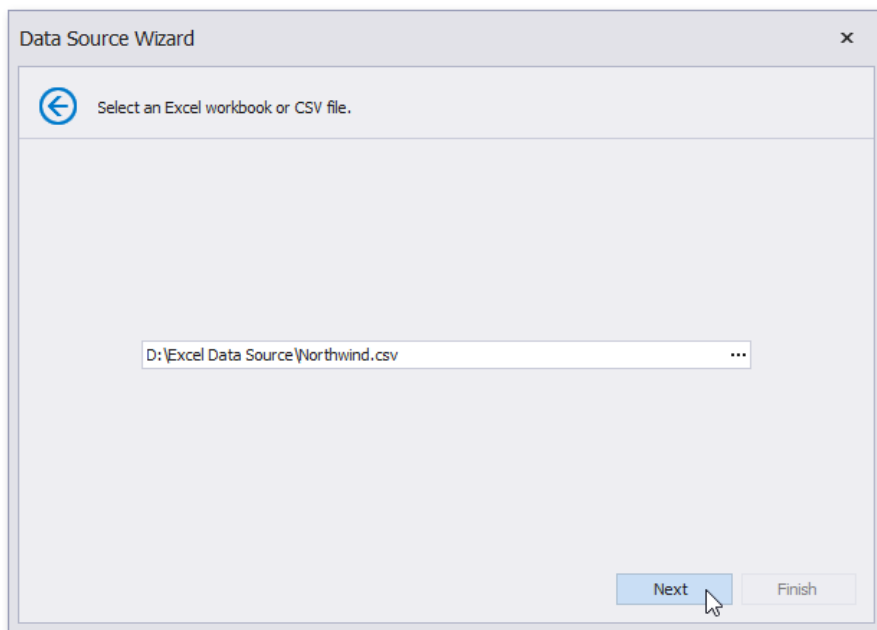 Data Source Wizard
Select an Excel workbook or CSV file.
D:\Excel Data Source\Northwind.csv ...
Next Finish